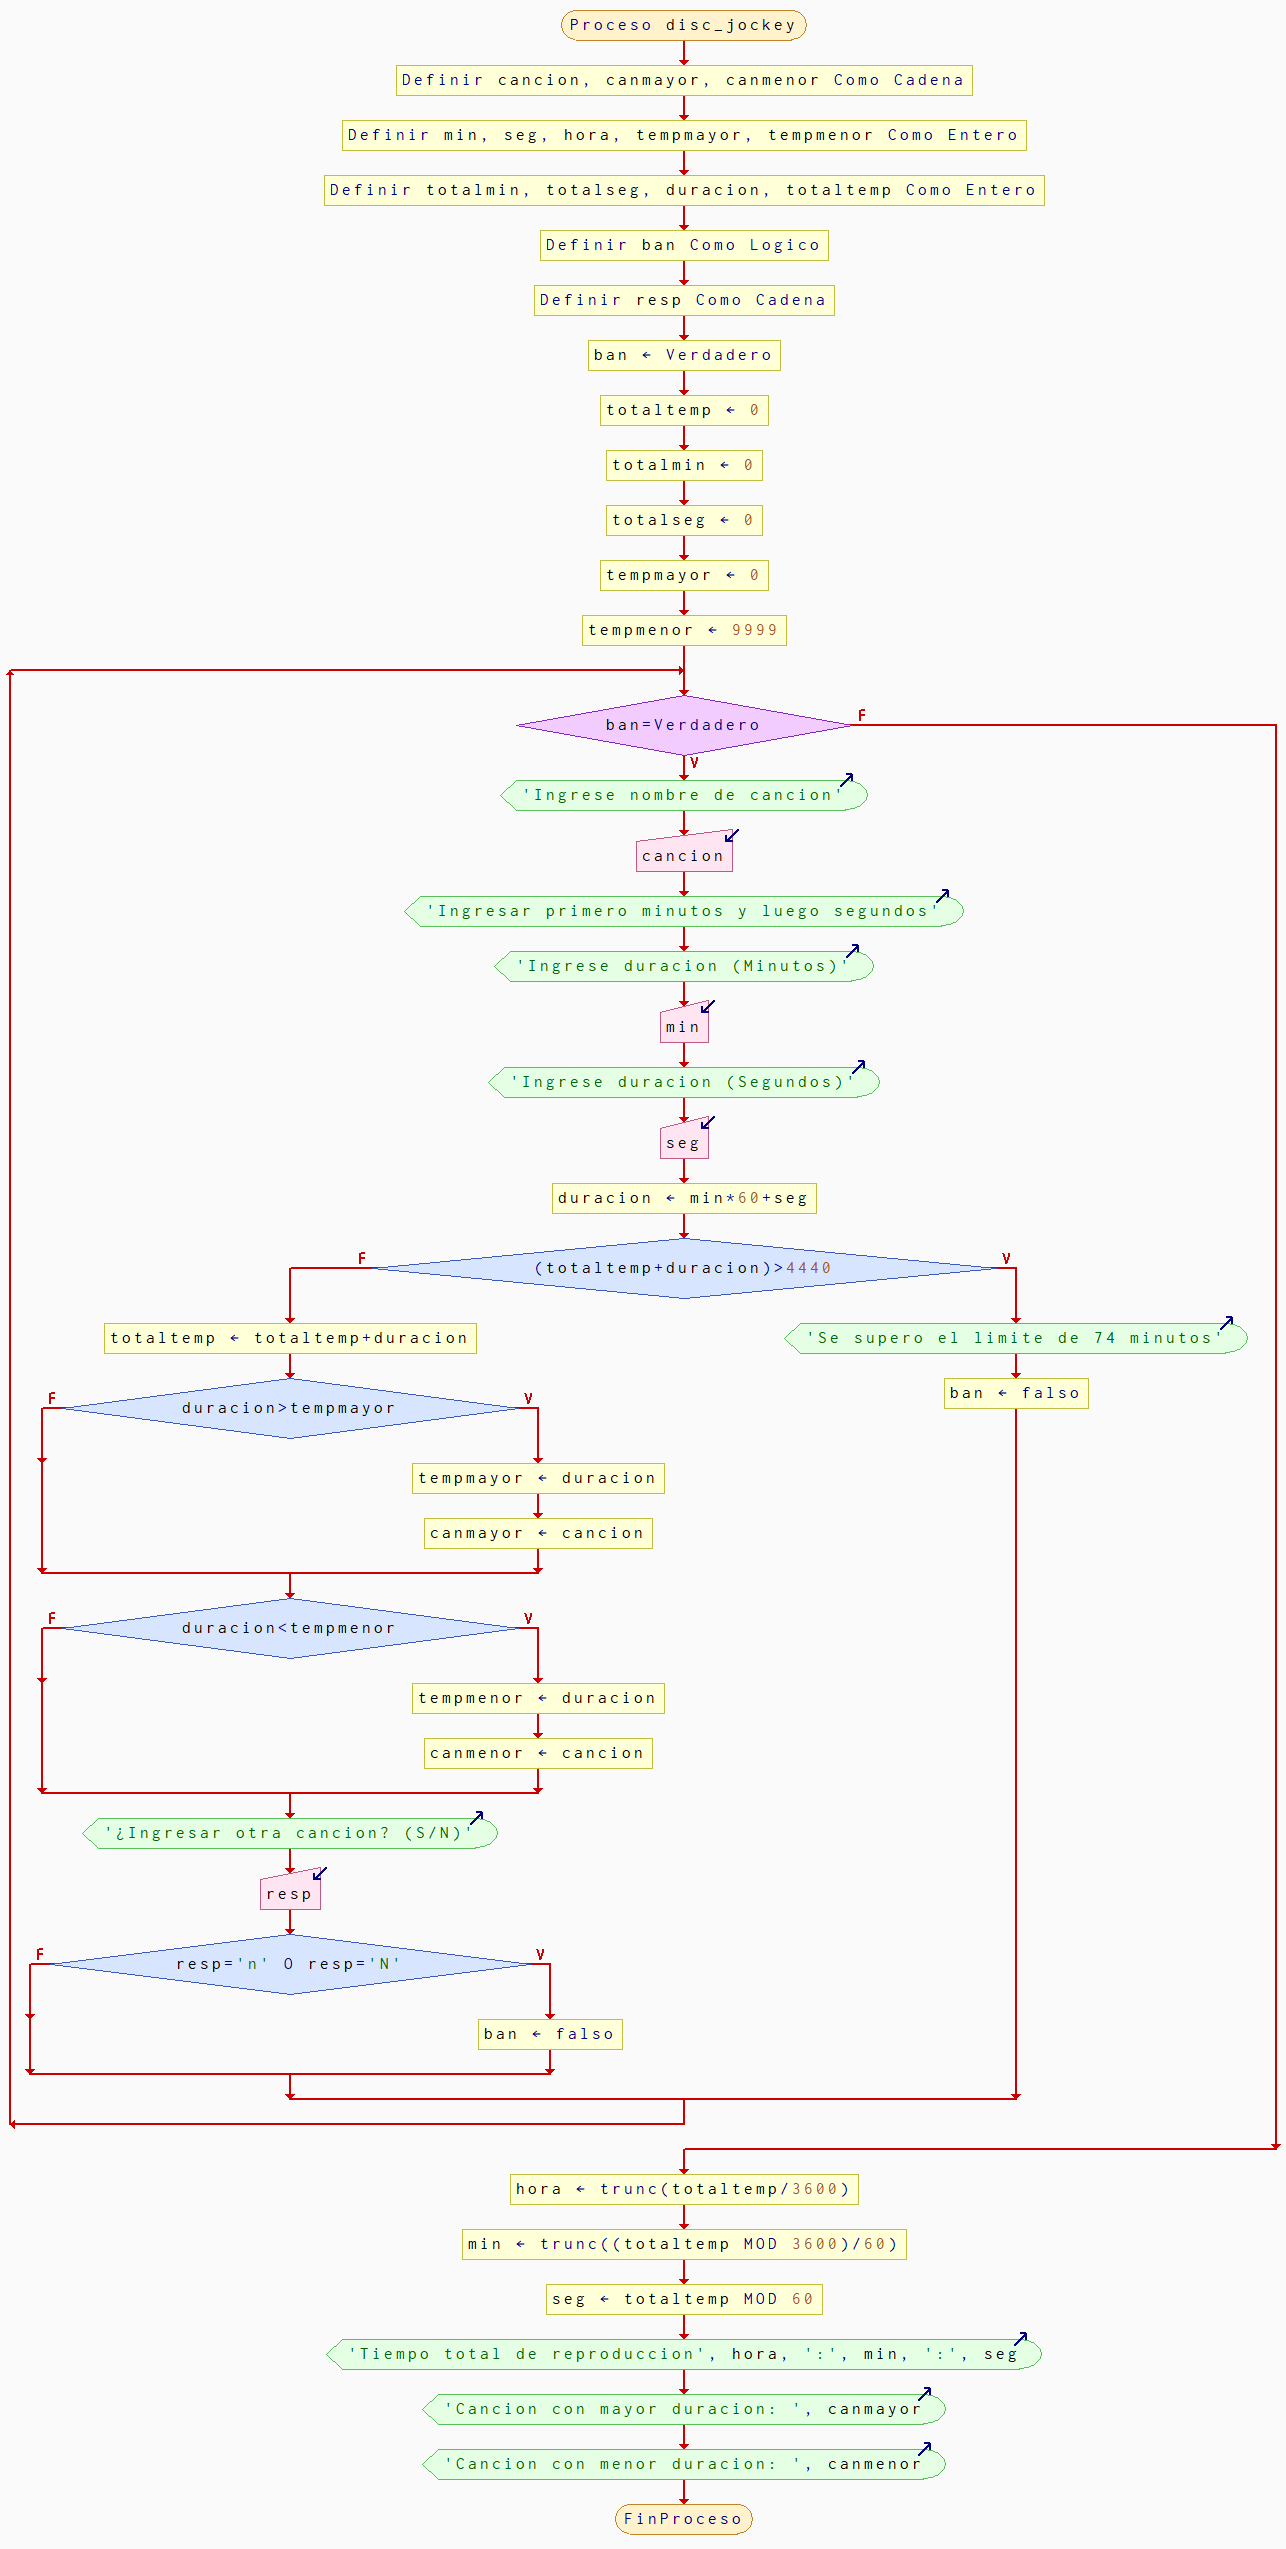 Proceso disc_jockey
Definir cancion, canmayor, canmenor Como Cadena
Definir min, seg, hora, tempmayor, tempmenor Como Entero
Definir totalmin, totalseg, duracion, totaltemp Como Entero
Definir ban Como Logico
Definir resp Como Cadena
ban ← Verdadero
totaltemp ← 0
totalmin ← 0
totalseg ← 0
tempmayor ← 0
tempmenor ← 9999
ban=Verdadero
F
V
'Ingrese nombre de cancion'
cancion
'Ingresar primero minutos y luego segundos'
'Ingrese duracion (Minutos)'
min
'Ingrese duracion (Segundos)'
seg
duracion ← min*60+seg
F
(totaltemp+duracion)>4440
V
totaltemp ← totaltemp+duracion
'Se supero el limite de 74 minutos'
ban ← falso
F
duracion>tempmayor
V
tempmayor ← duracion
canmayor ← cancion
F
duracion<tempmenor
V
tempmenor ← duracion
canmenor ← cancion
'¿Ingresar otra cancion? (S/N)'
resp
F
resp='n' O resp='N'
V
ban ← falso
hora ← trunc(totaltemp/3600)
min ← trunc((totaltemp MOD 3600)/60)
seg ← totaltemp MOD 60
'Tiempo total de reproduccion', hora, ':', min, ':', seg
'Cancion con mayor duracion: ', canmayor
'Cancion con menor duracion: ', canmenor
FinProceso